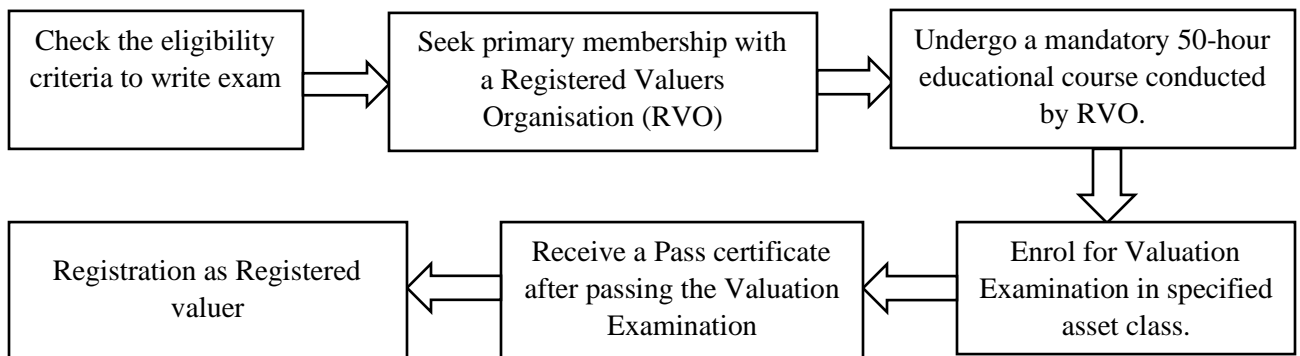 Check the eligibility
criteria to write exam
Seek primary membership with
a Registered Valuers
Organisation (RVO)
Undergo a mandatory 50-hour
educational course conducted
by RVO.
Enrol for Valuation
Examination in specified
asset class.
Receive a Pass certificate
after passing the Valuation
Examination
Registration as Registered
valuer